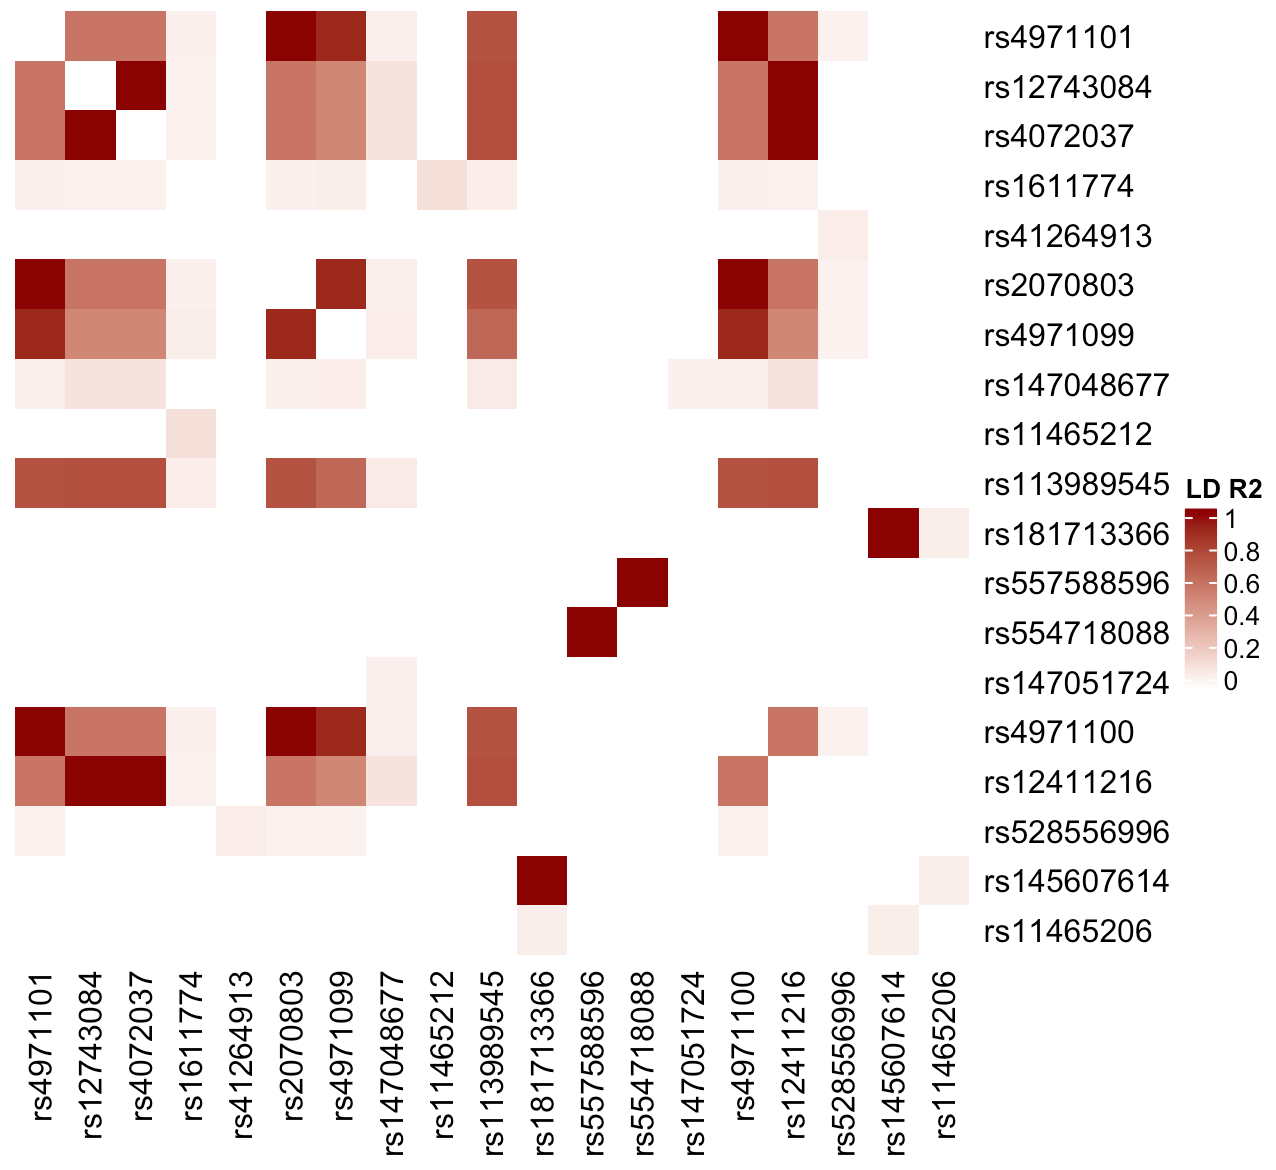 rs4971101
rs12743084
rs4072037
rs1611774
rs41264913
rs2070803
rs4971099
rs147048677
rs11465212
rs113989545
rs181713366
rs557588596
rs554718088
rs147051724
rs4971100
rs12411216
rs528556996
rs145607614
rs11465206
LD R2
1
0.8
0.6
0.4
0.2
0
rs4971101
rs12743084
rs4072037
rs1611774
rs41264913
rs2070803
rs4971099
rs147048677
rs11465212
rs113989545
rs181713366
rs557588596
rs554718088
rs147051724
rs4971100
rs12411216
rs528556996
rs145607614
rs11465206